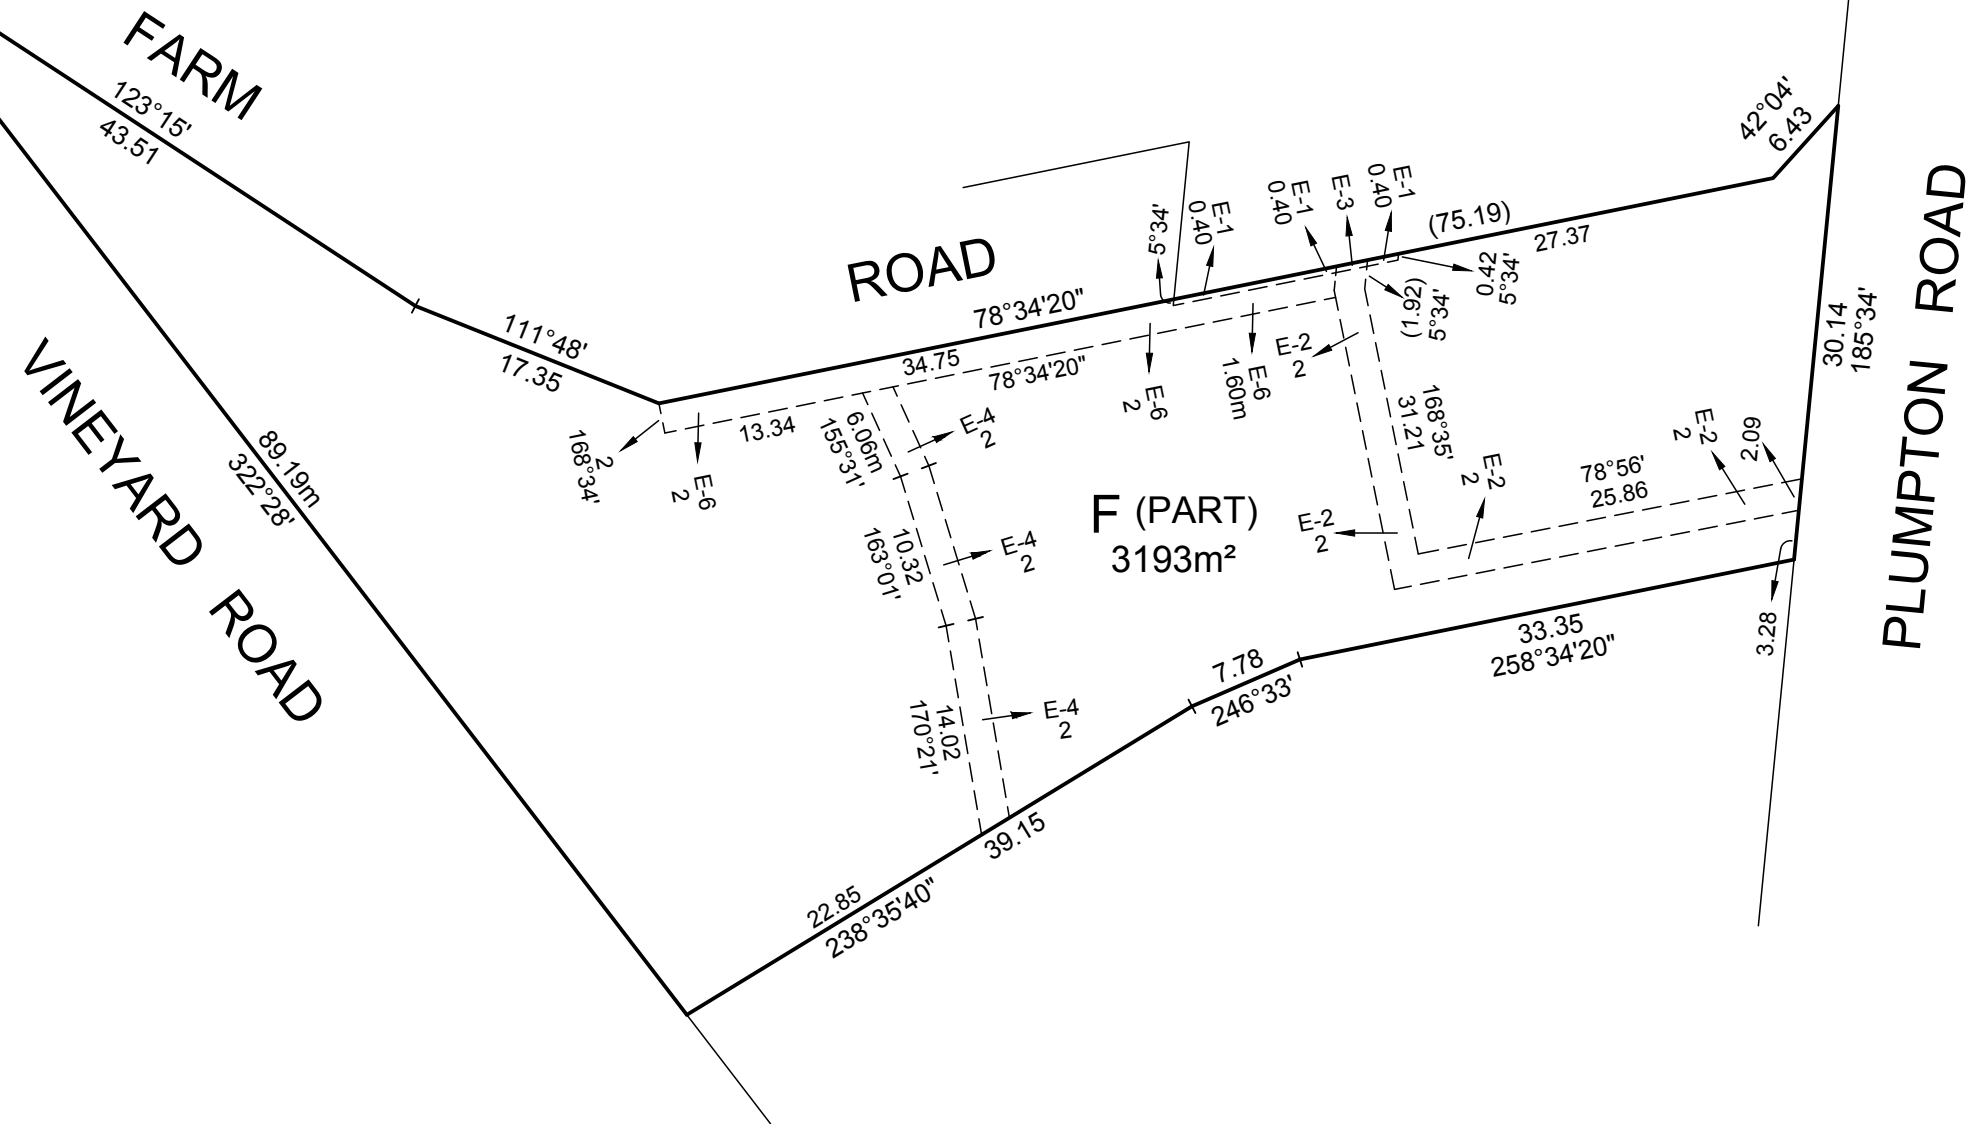 FARM
123°15'
43.51
42°04'
6.43
ROAD
5°34'
E-1
0.40
E-1
0.40
E-3
E-1
0.40
(75.19)
27.37
0.42
5°34'
(1.92)
5°34'
78°34'20"
34.75
78°34'20"
111°48'
17.35
13.34
2
168°34'
E-6
2
6.06m
155°31'
E-4
2
E-6
2
E-6
1.60m
E-2
2
168°35'
31.21
30.14
185°34'
PLUMPTON ROAD
VINEYARD ROAD
89.19m
322°28'
10.32
163°01'
E-4
2
F (PART)
3193m²
E-2
2
E-2
2
78°56'
25.86
E-2
2
2.09
3.28
14.02
170°21'
E-4
2
33.35
258°34'20"
7.78
246°33'
39.15
22.85
238°35'40"